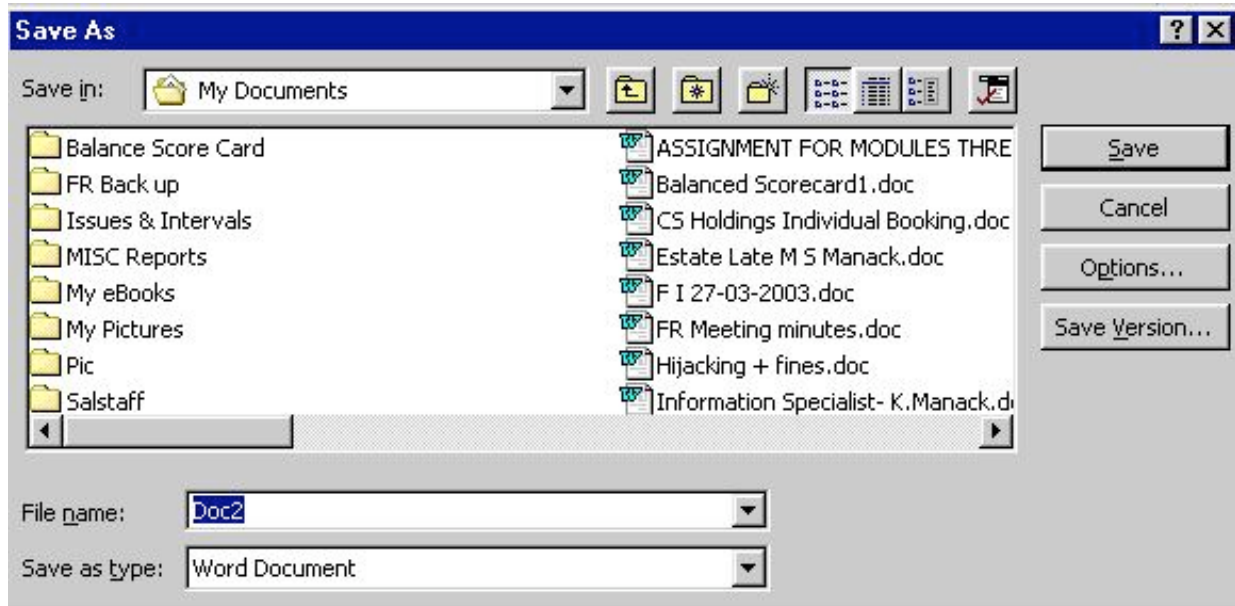 Save As
Save in: My Documents
Balance Score Card
FR Back up
Issues & Intervals
MISC Reports
My eBooks
My Pictures
Pic
Salstaff
ASSIGNMENT FOR MODULES THRE
Balanced Scorecard1.doc
CS Holdings Individual Booking.doc
Estate Late M S Manack.doc
F I 27-03-2003.doc
FR Meeting minutes.doc
Hijacking + fines.doc
Information Specialist- K.Manack.d
Save
Cancel
Options...
Save Version...
File name: Doc2
Save as type: Word Document